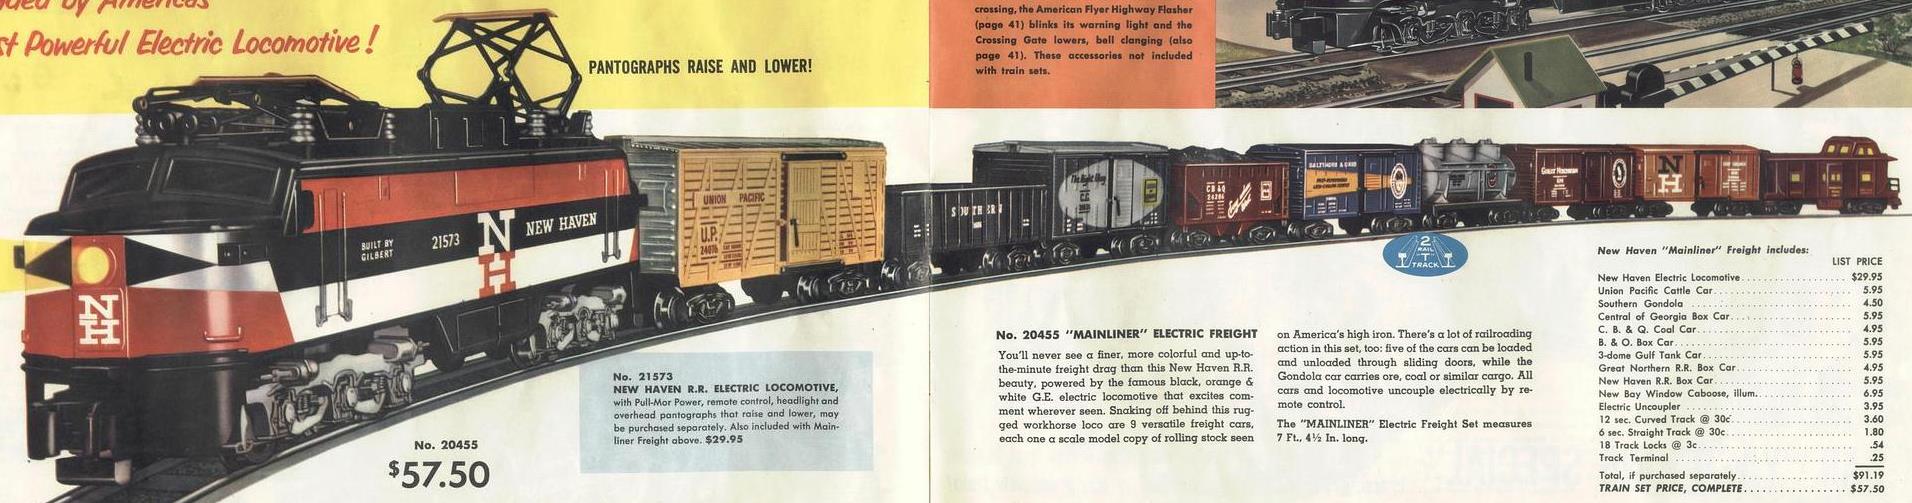 Americas
st Powerful Electric Locomotive!
PANTOGRAPHS RAISE AND LOWER!
crossing, the American Flyer Highway Flasher
(page 41) blinks its warning light and the
Crossing Gate lowers, bell clanging (also
page 41). These accessories not included
with train sets.
BUILT BY
GILBERT
21573
N
H
NEW HAVEN
N
H
UNION PACIFIC
U.P.
24076
SOUTHERN
The Right Way
C B & Q
24206
BALTIMORE & OHIO
GREAT NORTHERN
N
H
2
RAIL
"T"
TRACK
No. 20455
$57.50
No. 21573
NEW HAVEN R.R. ELECTRIC LOCOMOTIVE,
with Pull-Mor Power, remote control, headlight and
overhead pantographs that raise and lower, may
be purchased separately. Also included with Main-
liner Freight above. $29.95
No. 20455 "MAINLINER" ELECTRIC FREIGHT
You'll never see a finer, more colorful and up-to-
the-minute freight drag than this New Haven R.R.
beauty, powered by the famous black, orange &
white G.E. electric locomotive that excites com-
ment wherever seen. Snaking off behind this rug-
ged workhorse loco are 9 versatile freight cars,
each one a scale model copy of rolling stock seen
on America's high iron. There's a lot of railroading
action in this set, too: five of the cars can be loaded
and unloaded through sliding doors, while the
Gondola car carries ore, coal or similar cargo. All
cars and locomotive uncouple electrically by re-
mote control.
The "MAINLINER" Electric Freight Set measures
7 Ft., 4½ In. long.
New Haven "Mainliner" Freight includes:
LIST PRICE
New Haven Electric Locomotive $29.95
Union Pacific Cattle Car 5.95
Southern Gondola 4.50
Central of Georgia Box Car 5.95
C. B. & Q. Coal Car 4.95
B. & O. Box Car 5.95
3-dome Gulf Tank Car 5.95
Great Northern R.R. Box Car 4.95
New Haven R.R. Box Car 5.95
New Bay Window Caboose, illum. 6.95
Electric Uncoupler 3.95
12 sec. Curved Track @ 30c 3.60
6 sec. Straight Track @ 30c 1.80
18 Track Locks @ 3c .54
Track Terminal .25
Total, if purchased separately $91.19
TRAIN SET PRICE, COMPLETE $57.50